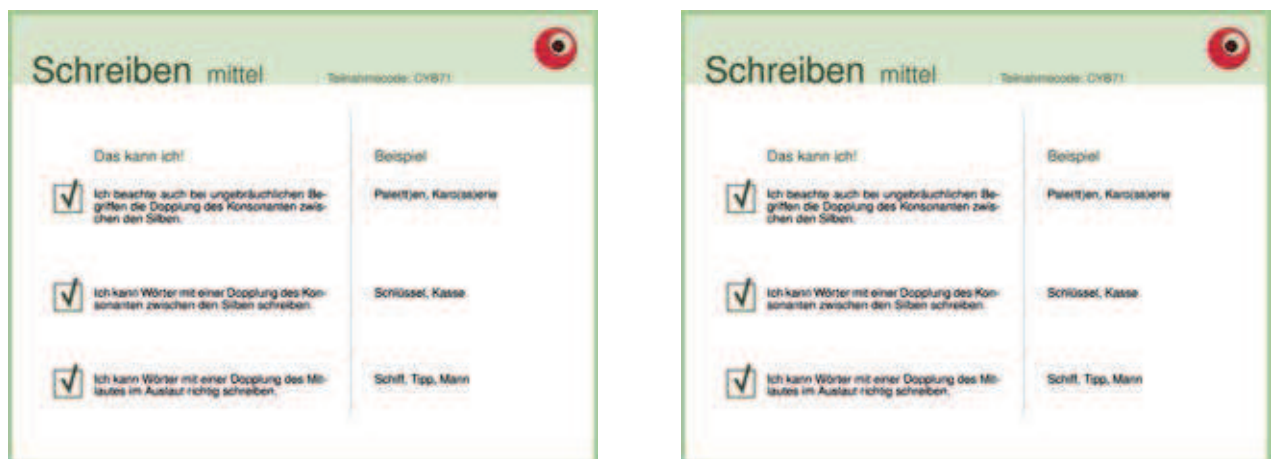 Schreiben mittel
Teilnahmecode: CYB71
Das kann ich!
Beispiel
Ich beachte auch bei ungebräuchlichen Be-
griffen die Dopplung des Konsonanten zwis-
chen den Silben.
Pale(tt)en, Karo(ss)erie
Ich kann Wörter mit einer Dopplung des Kon-
sonanten zwischen den Silben schreiben.
Schlüssel, Kasse
Ich kann Wörter mit einer Dopplung des Mit-
lautes im Auslaut richtig schreiben.
Schiff, Tipp, Mann
Schreiben mittel
Teilnahmecode: CYB71
Das kann ich!
Beispiel
Ich beachte auch bei ungebräuchlichen Be-
griffen die Dopplung des Konsonanten zwis-
chen den Silben.
Pale(tt)en, Karo(ss)erie
Ich kann Wörter mit einer Dopplung des Kon-
sonanten zwischen den Silben schreiben.
Schlüssel, Kasse
Ich kann Wörter mit einer Dopplung des Mit-
lautes im Auslaut richtig schreiben.
Schiff, Tipp, Mann